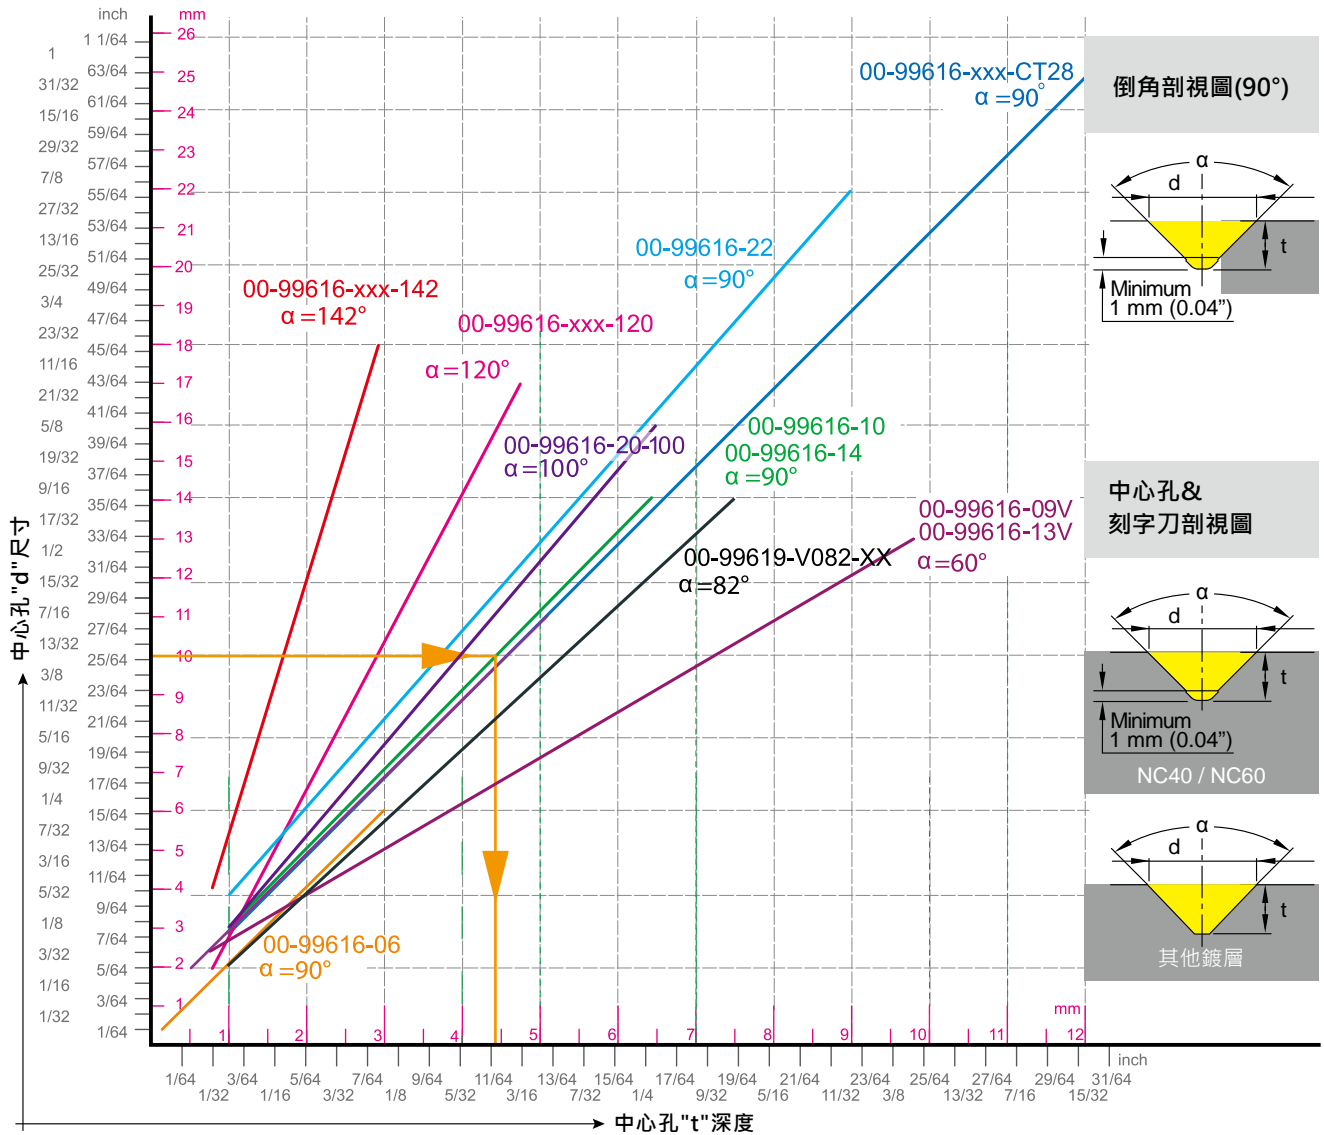 inch
mm
1 1/64
1
63/64
31/32
61/64
15/16
59/64
29/32
57/64
7/8
55/64
27/32
53/64
13/16
51/64
25/32
49/64
3/4
47/64
23/32
45/64
11/16
43/64
21/32
41/64
5/8
39/64
19/32
37/64
9/16
35/64
17/32
33/64
1/2
31/64
15/32
29/64
7/16
27/64
13/32
25/64
3/8
23/64
11/32
21/64
5/16
19/64
9/32
17/64
1/4
15/64
7/32
13/64
3/16
11/64
5/32
9/64
1/8
7/64
3/32
5/64
1/16
3/64
1/32
1/64
26
25
24
23
22
21
20
19
18
17
16
15
14
13
12
11
10
9
8
7
6
5
4
3
2
1
中心孔"d"尺寸
00-99616-xxx-CT28
α=90°
00-99616-22
α=90°
00-99616-xxx-142
α=142°
00-99616-xxx-120
α=120°
00-99616-20-100
α=100°
00-99616-10
00-99616-14
α=90°
00-99616-09V
00-99616-13V
α=60°
00-99619-V082-XX
α=82°
00-99616-06
α=90°
mm
1 2 3 4 5 6 7 8 9 10 11 12
inch
1/64 3/64 5/64 7/64 9/64 11/64 13/64 15/64 17/64 19/64 21/64 23/64 25/64 27/64 29/64 31/64
1/32 1/16 3/32 1/8 5/32 3/16 7/32 1/4 9/32 5/16 11/32 3/8 13/32 7/16 15/32
中心孔"t"深度
倒角剖視圖(90°)
α
d
t
Minimum
1 mm (0.04")
中心孔&
刻字刀剖視圖
α
d
t
Minimum
1 mm (0.04")
NC40 / NC60
α
d
t
其他鍍層